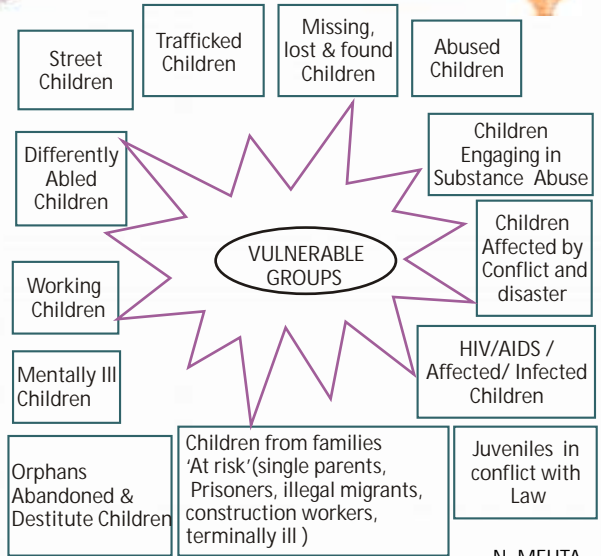 Street
Children
Trafficked
Children
Missing,
lost & found
Children
Abused
Children
Differently
Abled
Children
Children
Engaging in
Substance Abuse
VULNERABLE
GROUPS
Children
Affected by
Conflict and
disaster
Working
Children
HIV/AIDS /
Affected/ Infected
Children
Mentally Ill
Children
Orphans
Abandoned &
Destitute Children
Children from families
‘At risk’(single parents,
Prisoners, illegal migrants,
construction workers,
terminally ill )
Juveniles in
conflict with
Law
N. MEHTA